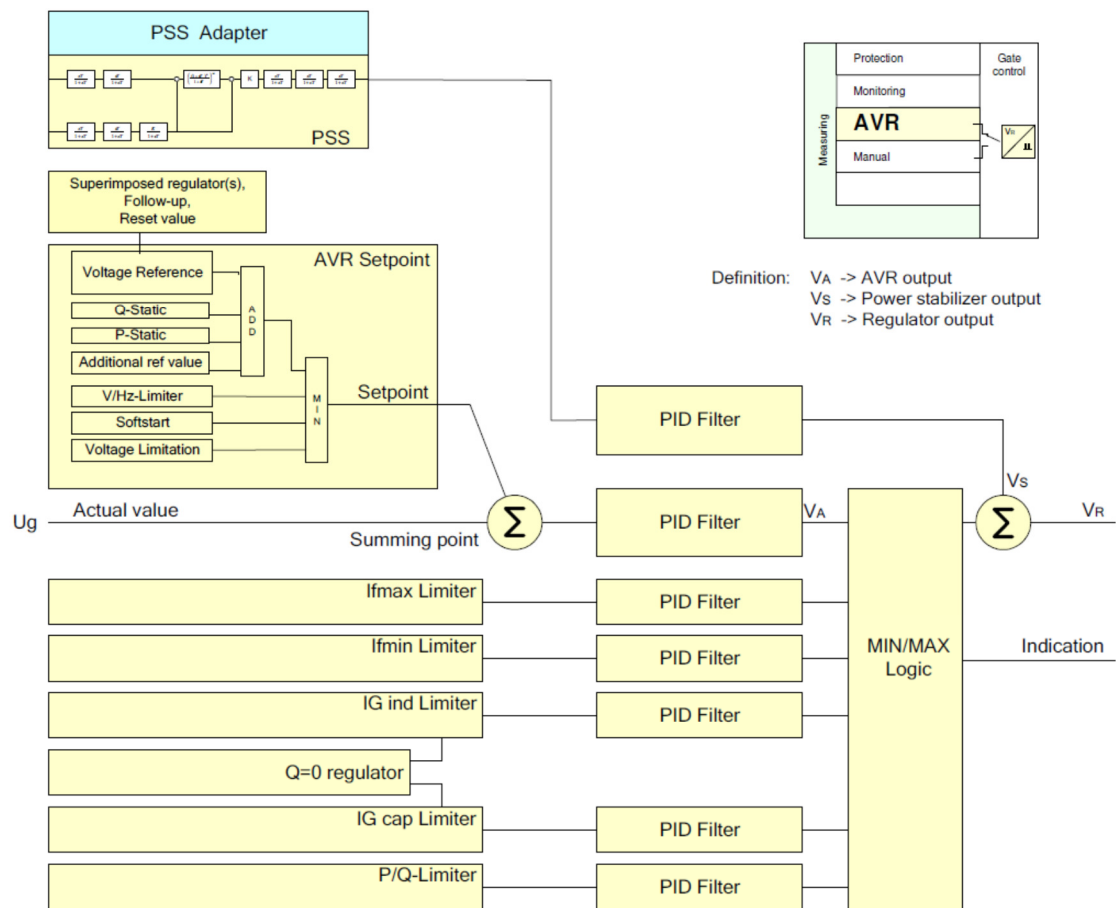 PSS Adapter
K
PSS
Superimposed regulator(s),
Follow-up,
Reset value
AVR Setpoint
Voltage Reference
Q-Static
P-Static
Additional ref value
ADD
V/Hz-Limiter
Softstart
Voltage Limitation
MIN
Setpoint
Measuring
Protection
Monitoring
AVR
Manual
Gate
control
VR
Definition: VA -> AVR output
VS -> Power stabilizer output
VR -> Regulator output
PID Filter
VS
Ug
Actual value
Σ
Summing point
PID Filter
VA
Σ
VR
Ifmax Limiter
PID Filter
Ifmin Limiter
PID Filter
MIN/MAX
Logic
Indication
IG ind Limiter
PID Filter
Q=0 regulator
IG cap Limiter
PID Filter
P/Q-Limiter
PID Filter